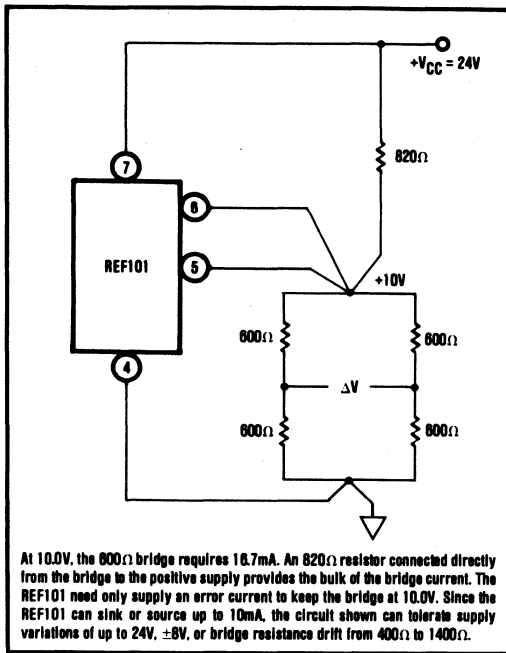 +VCC = 24V
820Ω
7
6
REF101
5
+10V
600Ω
600Ω
4
ΔV
600Ω
600Ω
At 10.0V, the 600Ω bridge requires 16.7mA. An 820Ω resistor connected directly
from the bridge to the positive supply provides the bulk of the bridge current. The
REF101 need only supply an error current to keep the bridge at 10.0V. Since the
REF101 can sink or source up to 10mA, the circuit shown can tolerate supply
variations of up to 24V, ±8V, or bridge resistance drift from 400Ω to 1400Ω.